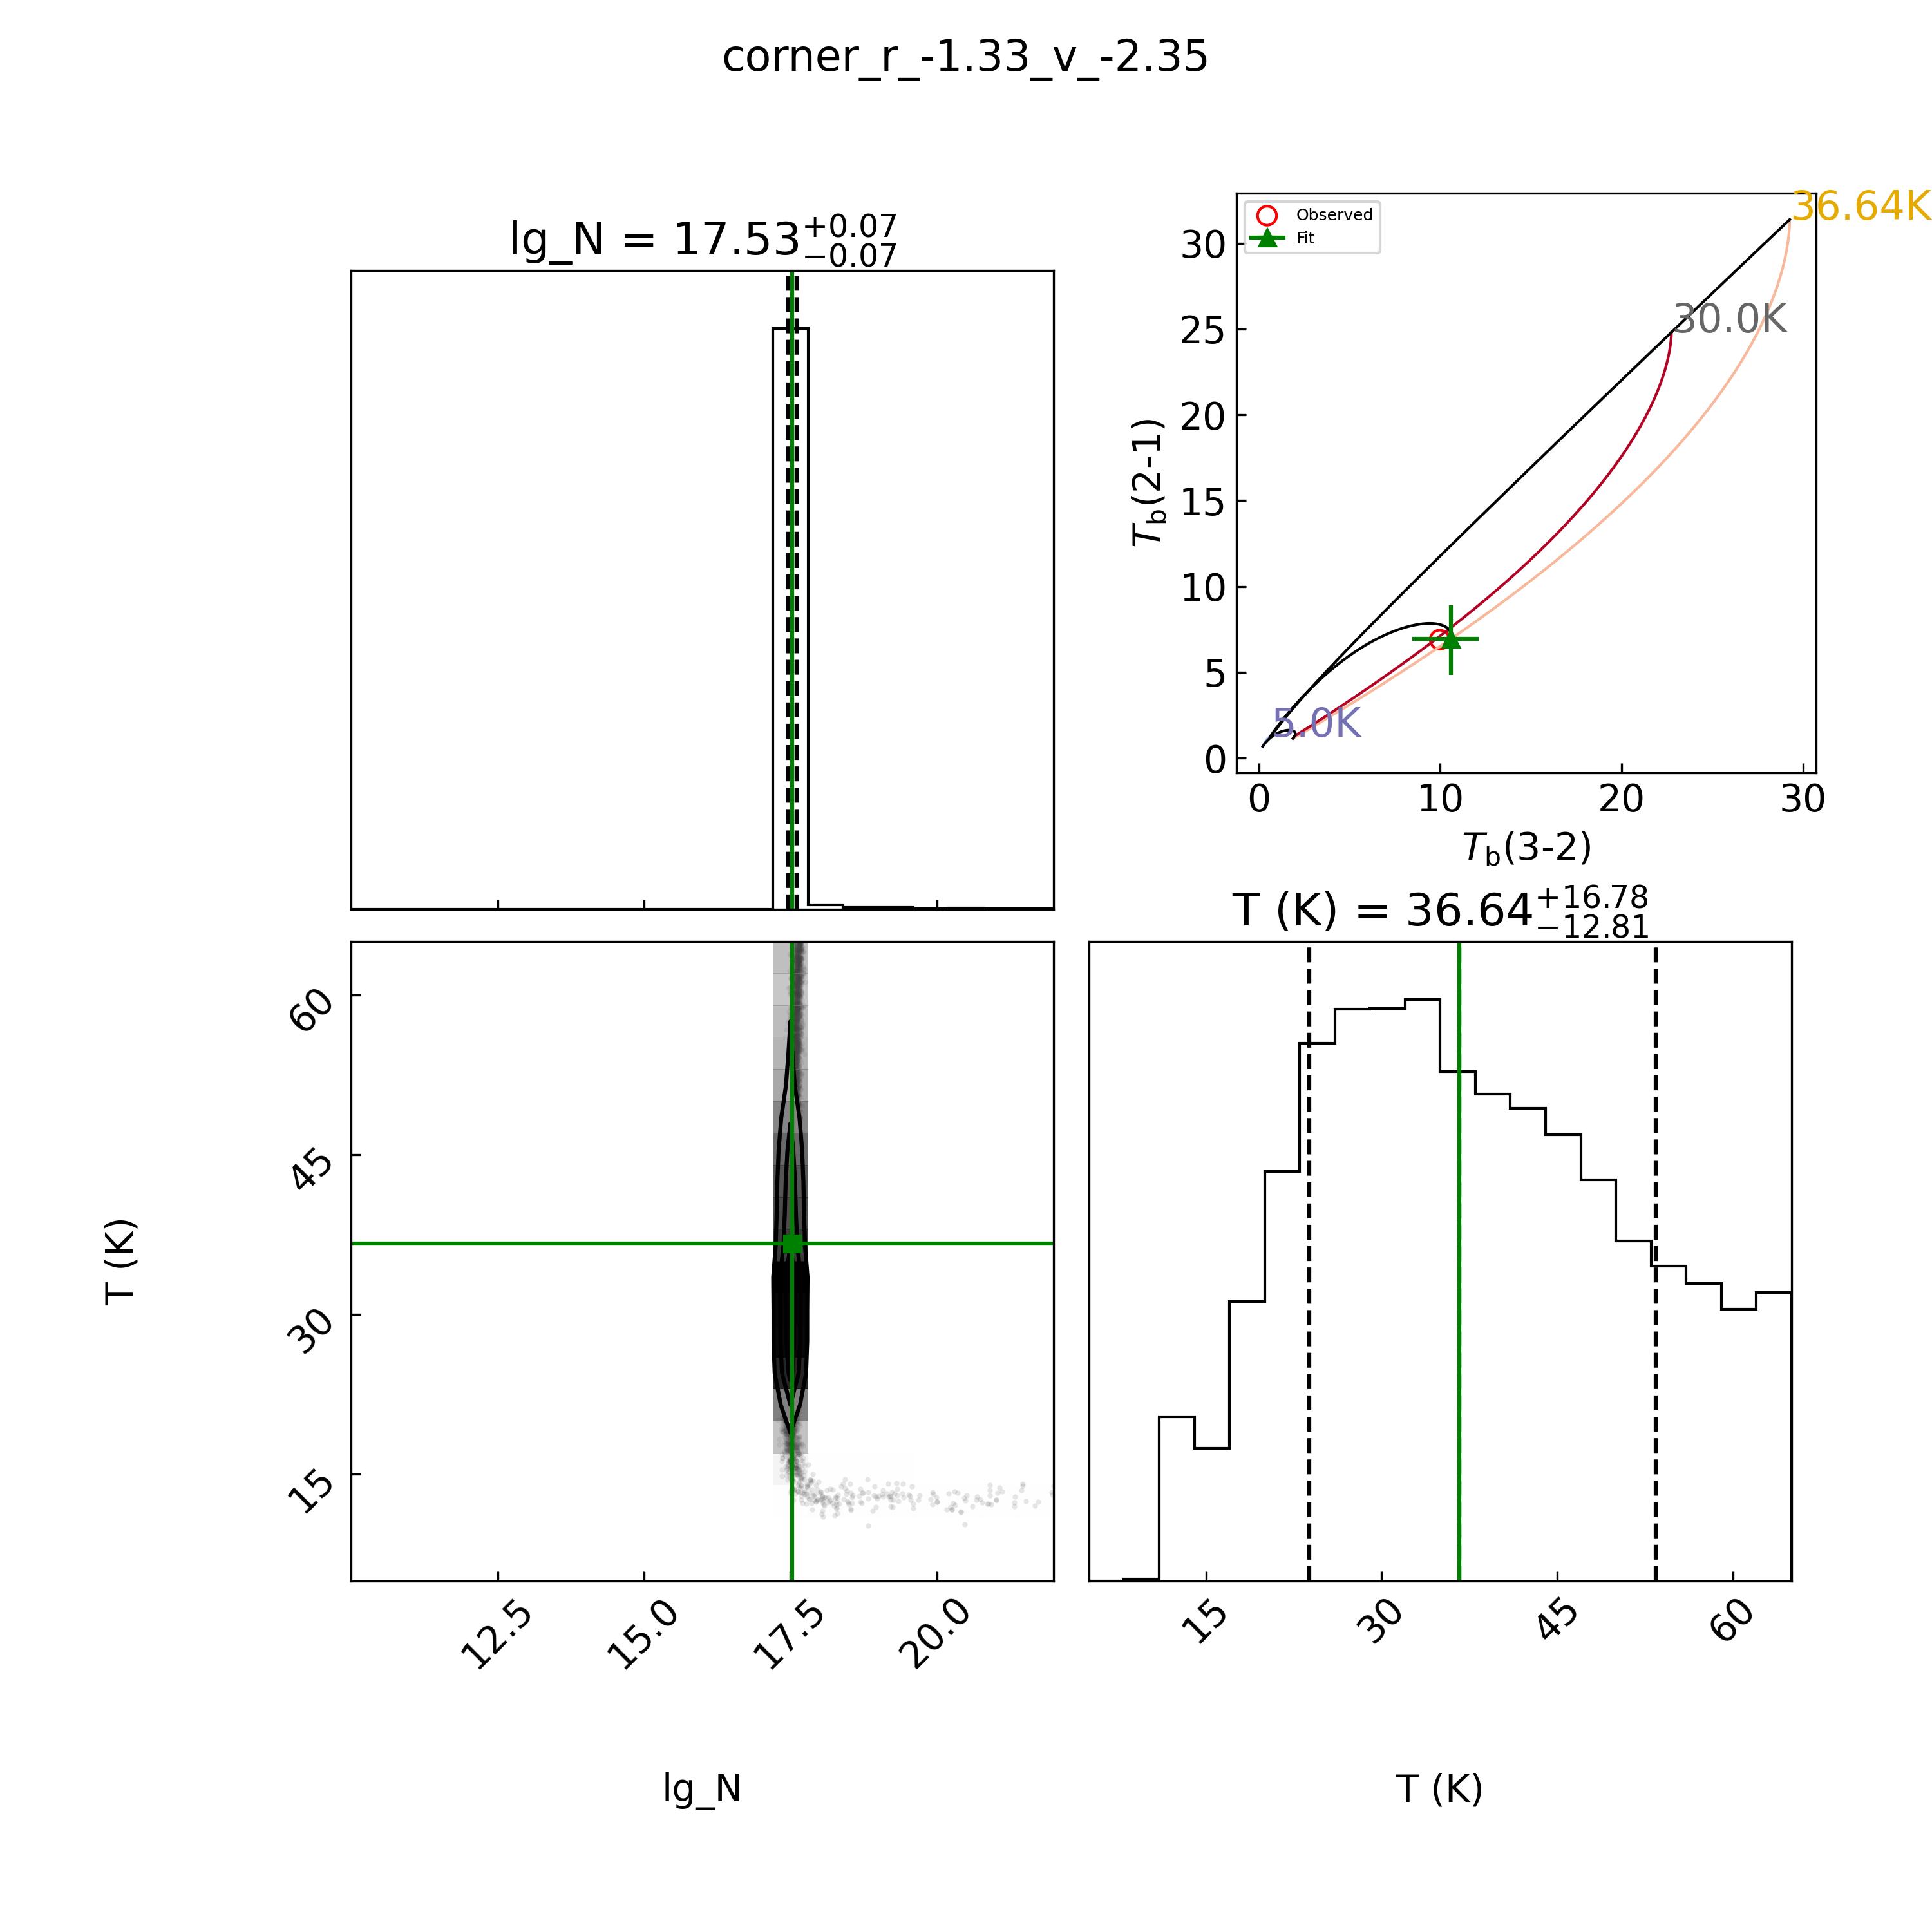 corner_r_-1.33_v_-2.35
lg_N = 17.53+0.07−0.07
36.64K
Observed
Fit
30
25
20
15
10
5
0
30.0K
5.0K
Tb(2-1)
0 10 20 30
Tb(3-2)
T (K) = 36.64+16.78−12.81
60
45
30
15
T (K)
12.5 15.0 17.5 20.0
15 30 45 60
lg_N
T (K)